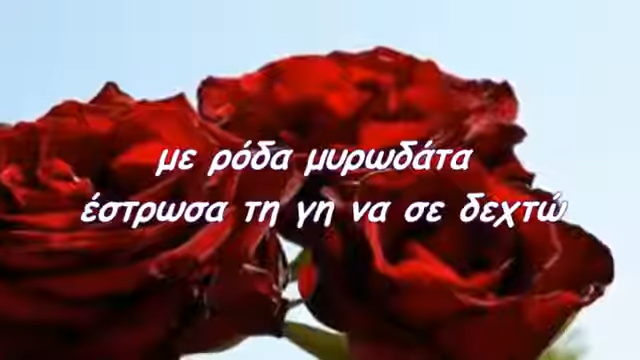 με ρόδα μυρωδάτα
έστρωσα τη γη να σε δεχτώ